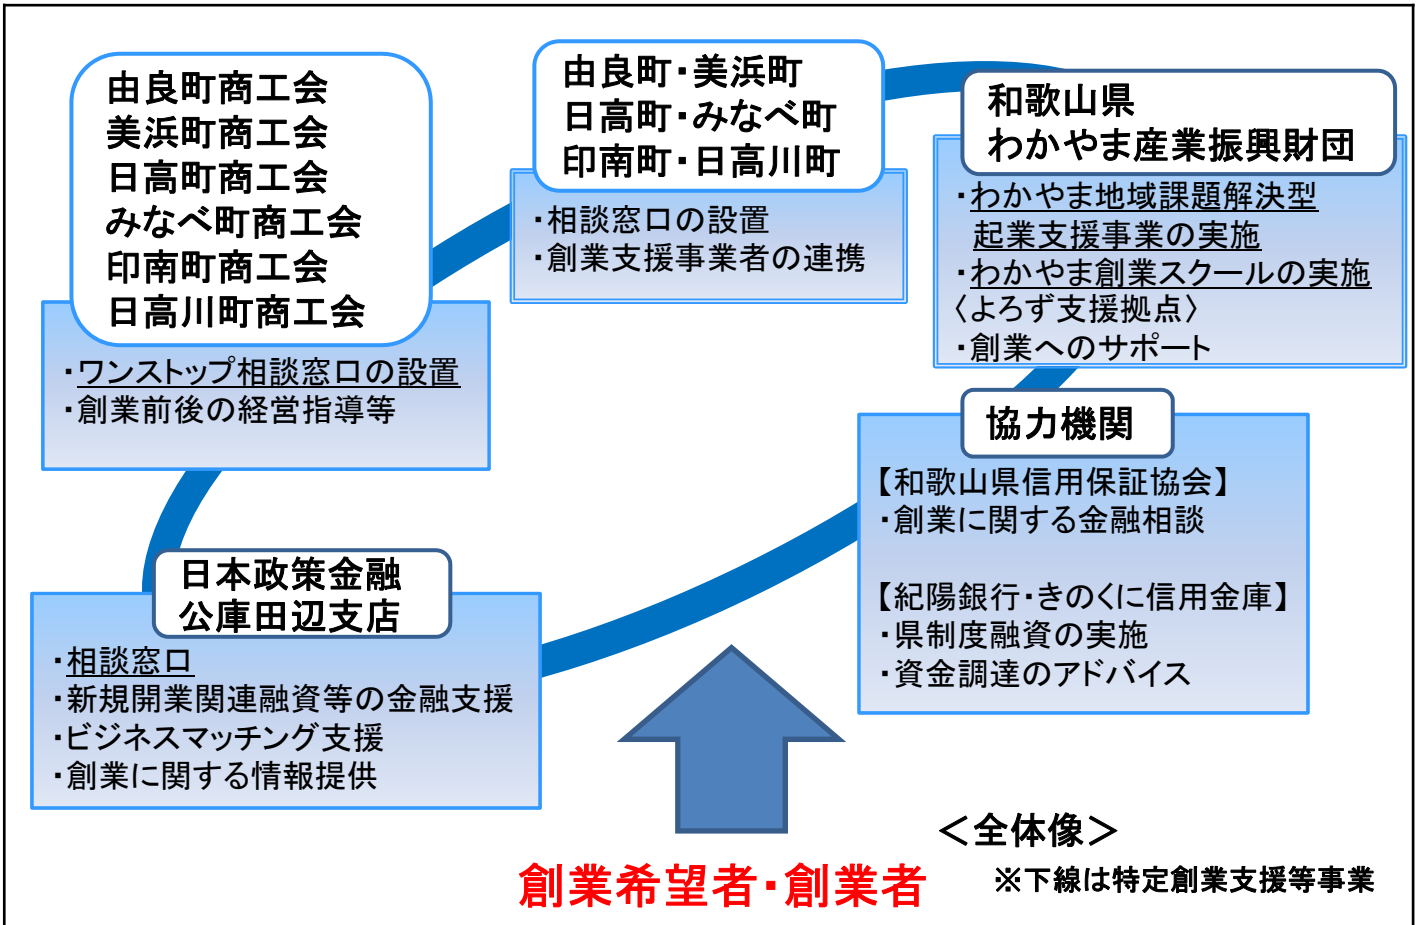 由良町商工会
美浜町商工会
日高町商工会
みなべ町商工会
印南町商工会
日高川町商工会
・ワンストップ相談窓口の設置
・創業前後の経営指導等
由良町・美浜町
日高町・みなべ町
印南町・日高川町
・相談窓口の設置
・創業支援事業者の連携
和歌山県
わかやま産業振興財団
・わかやま地域課題解決型
起業支援事業の実施
・わかやま創業スクールの実施
〈よろず支援拠点〉
・創業へのサポート
協力機関
【和歌山県信用保証協会】
・創業に関する金融相談
【紀陽銀行・きのくに信用金庫】
・県制度融資の実施
・資金調達のアドバイス
日本政策金融
公庫田辺支店
・相談窓口
・新規開業関連融資等の金融支援
・ビジネスマッチング支援
・創業に関する情報提供
＜全体像＞
創業希望者・創業者
※下線は特定創業支援等事業